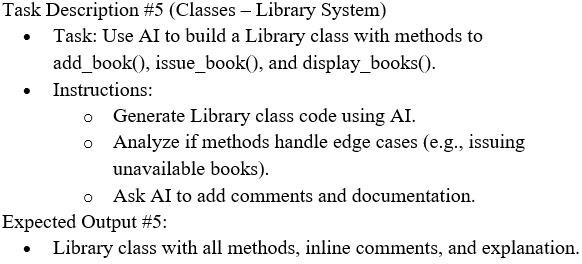 Task Description #5 (Classes – Library System)
• Task: Use AI to build a Library class with methods to
add_book(), issue_book(), and display_books().
• Instructions:
o Generate Library class code using AI.
o Analyze if methods handle edge cases (e.g., issuing
unavailable books).
o Ask AI to add comments and documentation.
Expected Output #5:
• Library class with all methods, inline comments, and explanation.